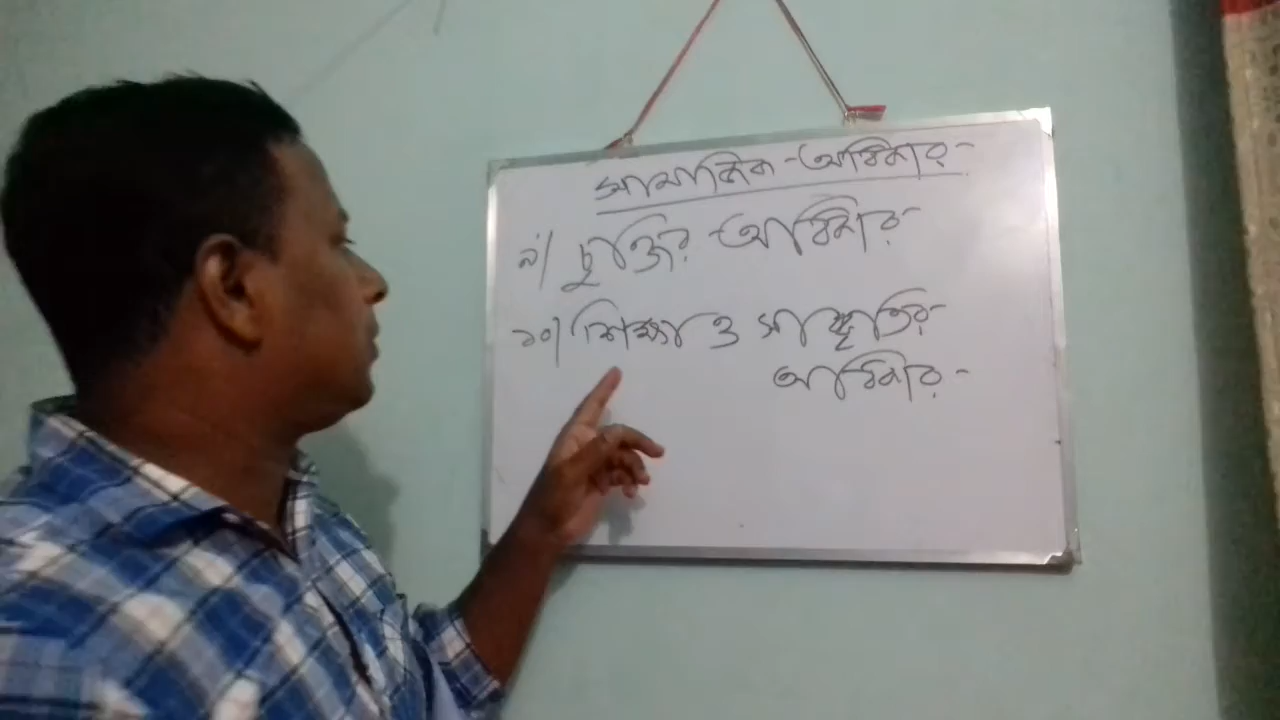 সামাজিক অধিকার
৯। চুক্তির অধিকার
১০। শিক্ষা ও সাংস্কৃতির
অধিকার